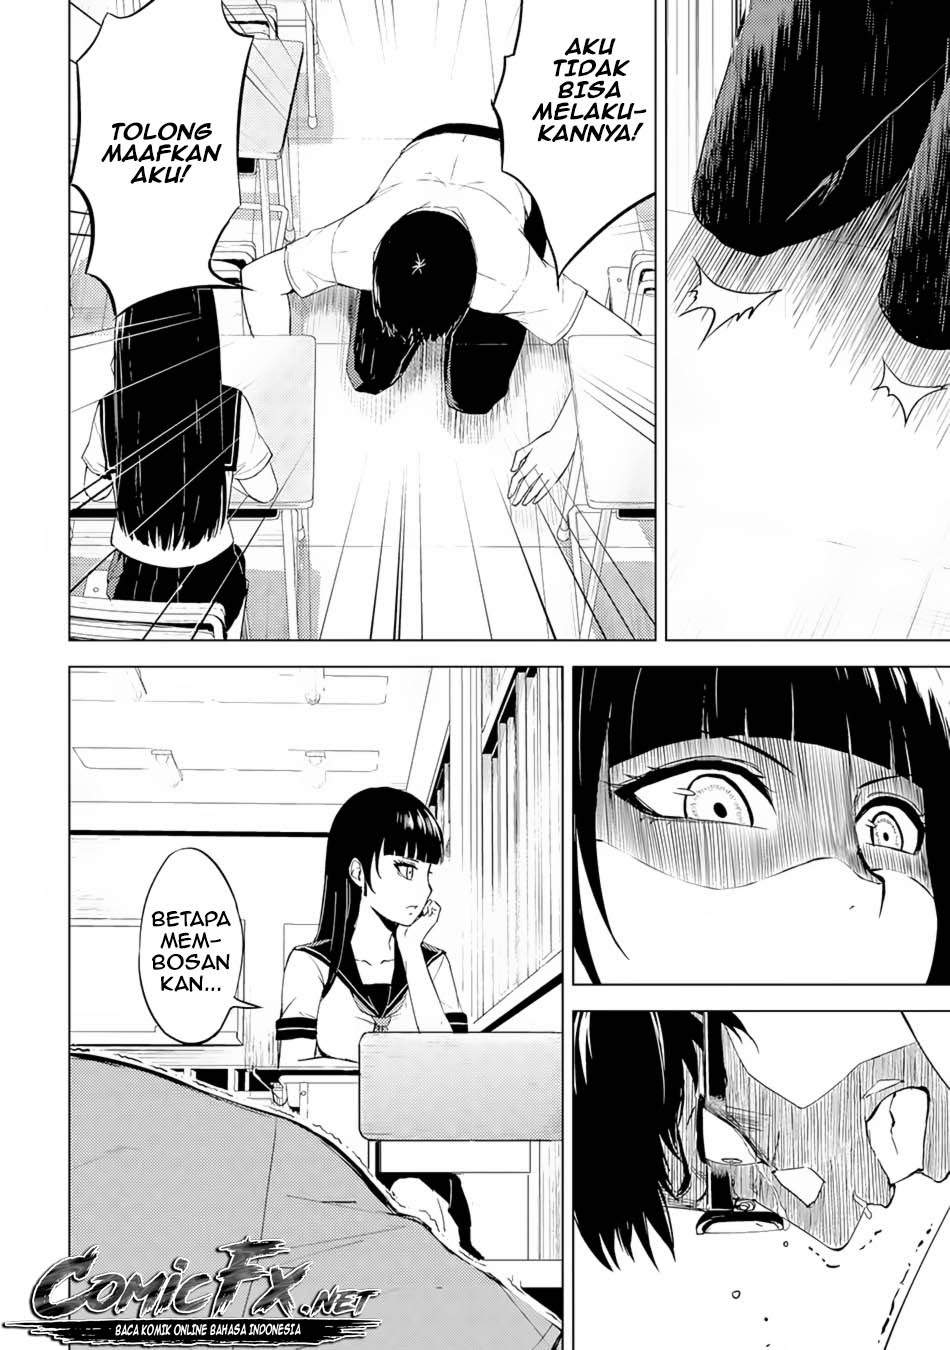 AKU
TIDAK
BISA
MELAKU-
KANNYA!
TOLONG
MAAFKAN
AKU!
BETAPA
MEM-
BOSAN
KAN...
COMICFX.NET
BACA KOMIK ONLINE BAHASA INDONESIA